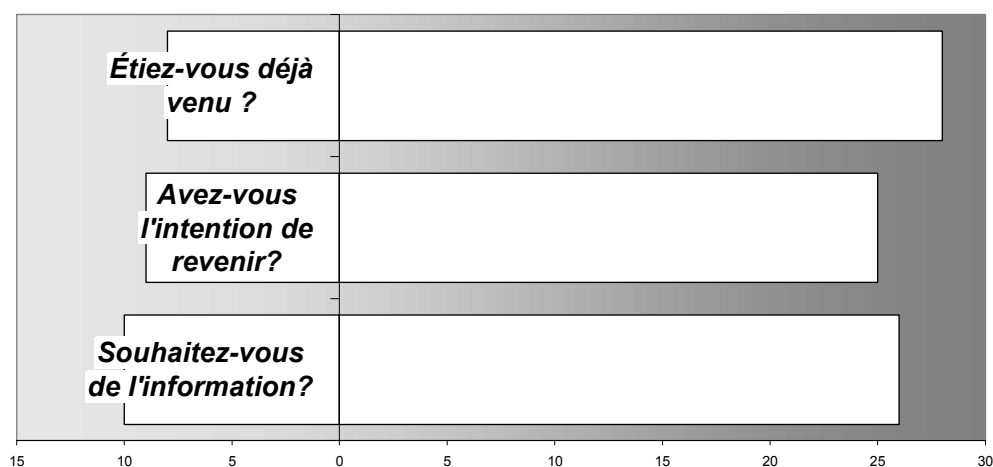 Étiez-vous déjà
venu ?
Avez-vous
l'intention de
revenir?
Souhaitez-vous
de l'information?
15 10 5 0 5 10 15 20 25 30